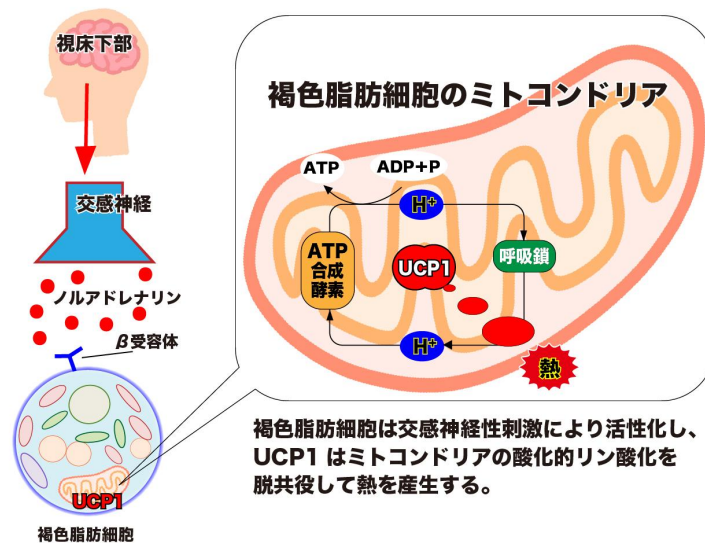 視床下部
交感神経
ノルアドレナリン
β受容体
UCP1
褐色脂肪細胞
褐色脂肪細胞のミトコンドリア
ATP
ADP+P
H+
ATP
合成
酵素
UCP1
呼吸鎖
H+
熱
褐色脂肪細胞は交感神経性刺激により活性化し、
UCP1 はミトコンドリアの酸化的リン酸化を
脱共役して熱を産生する。